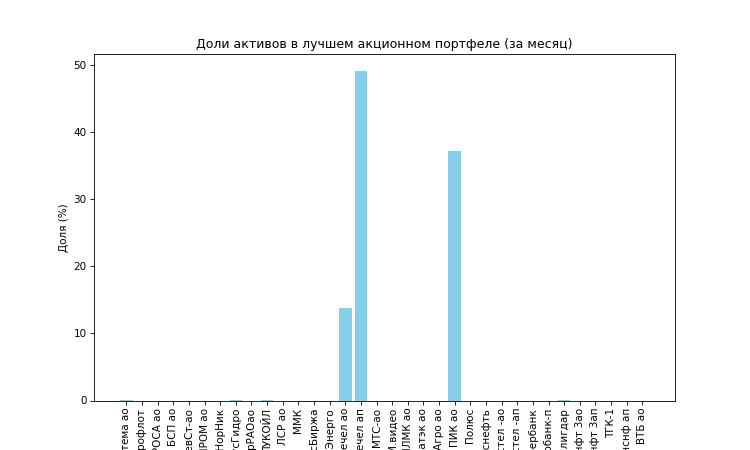 Доли активов в лучшем акционном портфеле (за месяц)
Доля (%)
50
40
30
20
10
0
тема ао
рофлот
РОСА ао
БСП ао
евСт-ао
ПРОМ ао
НорНик
сГидро
рРАОао
ЛУКОЙЛ
ЛСР ао
ММК
сБиржа
Энерго
ечел ао
ечел ап
МТС-ао
М.видео
ЛМК ао
атэк ао
Агро ао
ПИК ао
Полюс
снефть
стел -ао
стел -ап
ербанк
рбанк-п
лигдар
нфт 3ао
нфт 3ап
ТГК-1
нснф ап
ВТБ ао